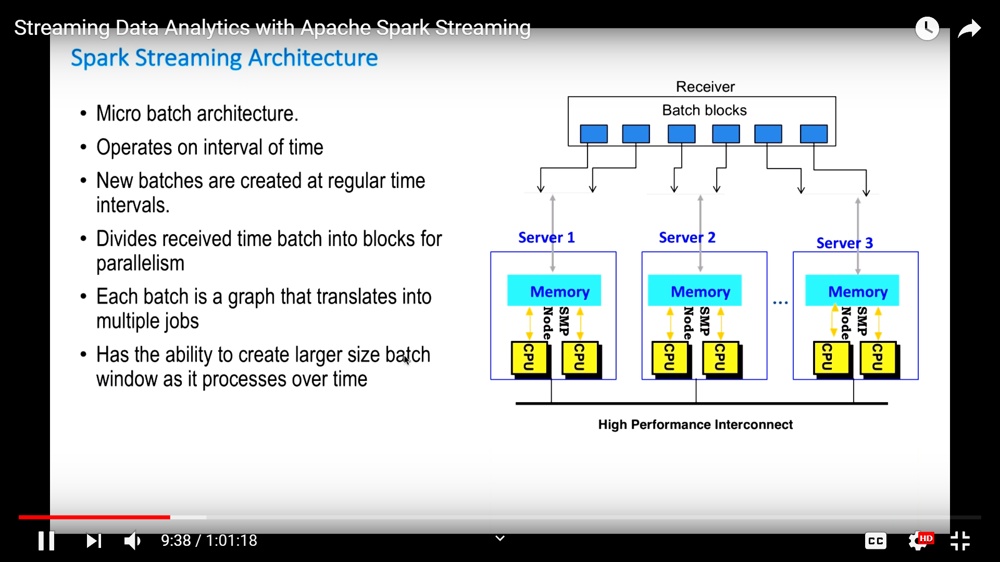 Streaming Data Analytics with Apache Spark Streaming
Spark Streaming Architecture
• Micro batch architecture.
• Operates on interval of time
• New batches are created at regular time
intervals.
• Divides received time batch into blocks for
parallelism
• Each batch is a graph that translates into
multiple jobs
• Has the ability to create larger size batch
window as it processes over time
Receiver
Batch blocks
Server 1
Server 2
Server 3
Memory
Memory
...
Memory
SMP
Node
SMP
Node
SMP
Node
CPU
CPU
CPU
CPU
CPU
CPU
High Performance Interconnect
9:38 / 1:01:18
CC
HD